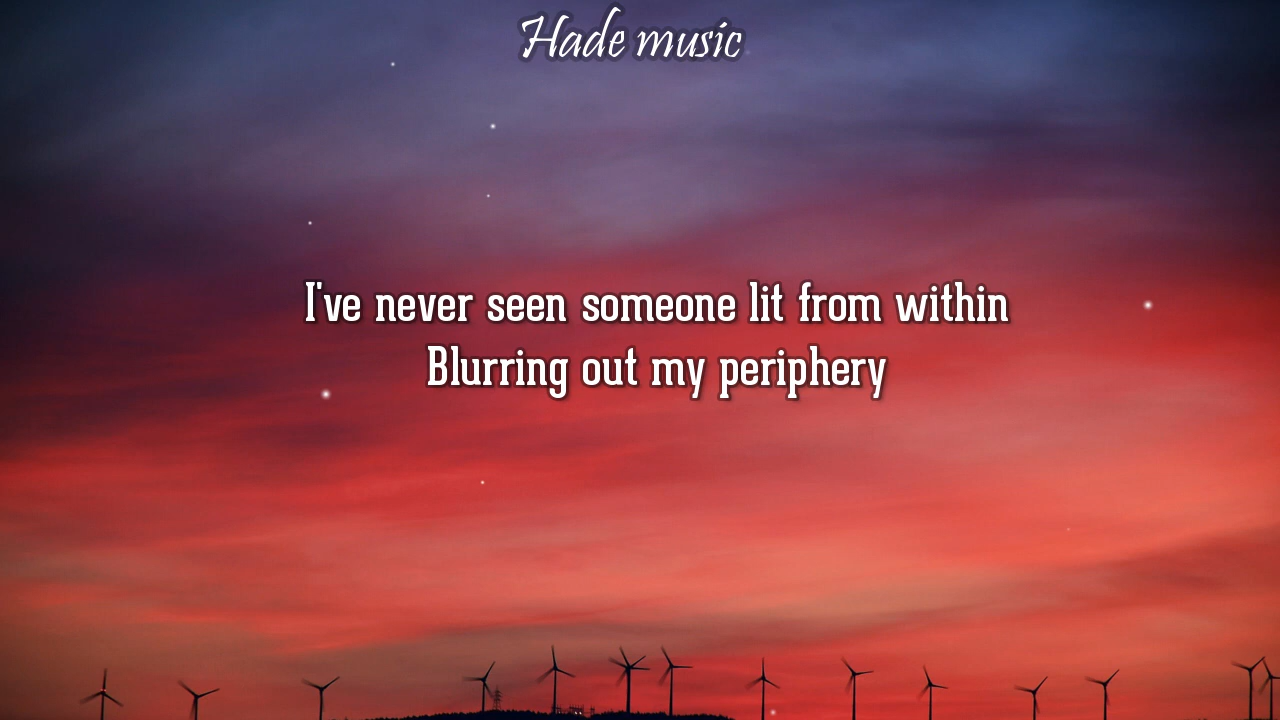 Hade music
I've never seen someone lit from within
Blurring out my periphery